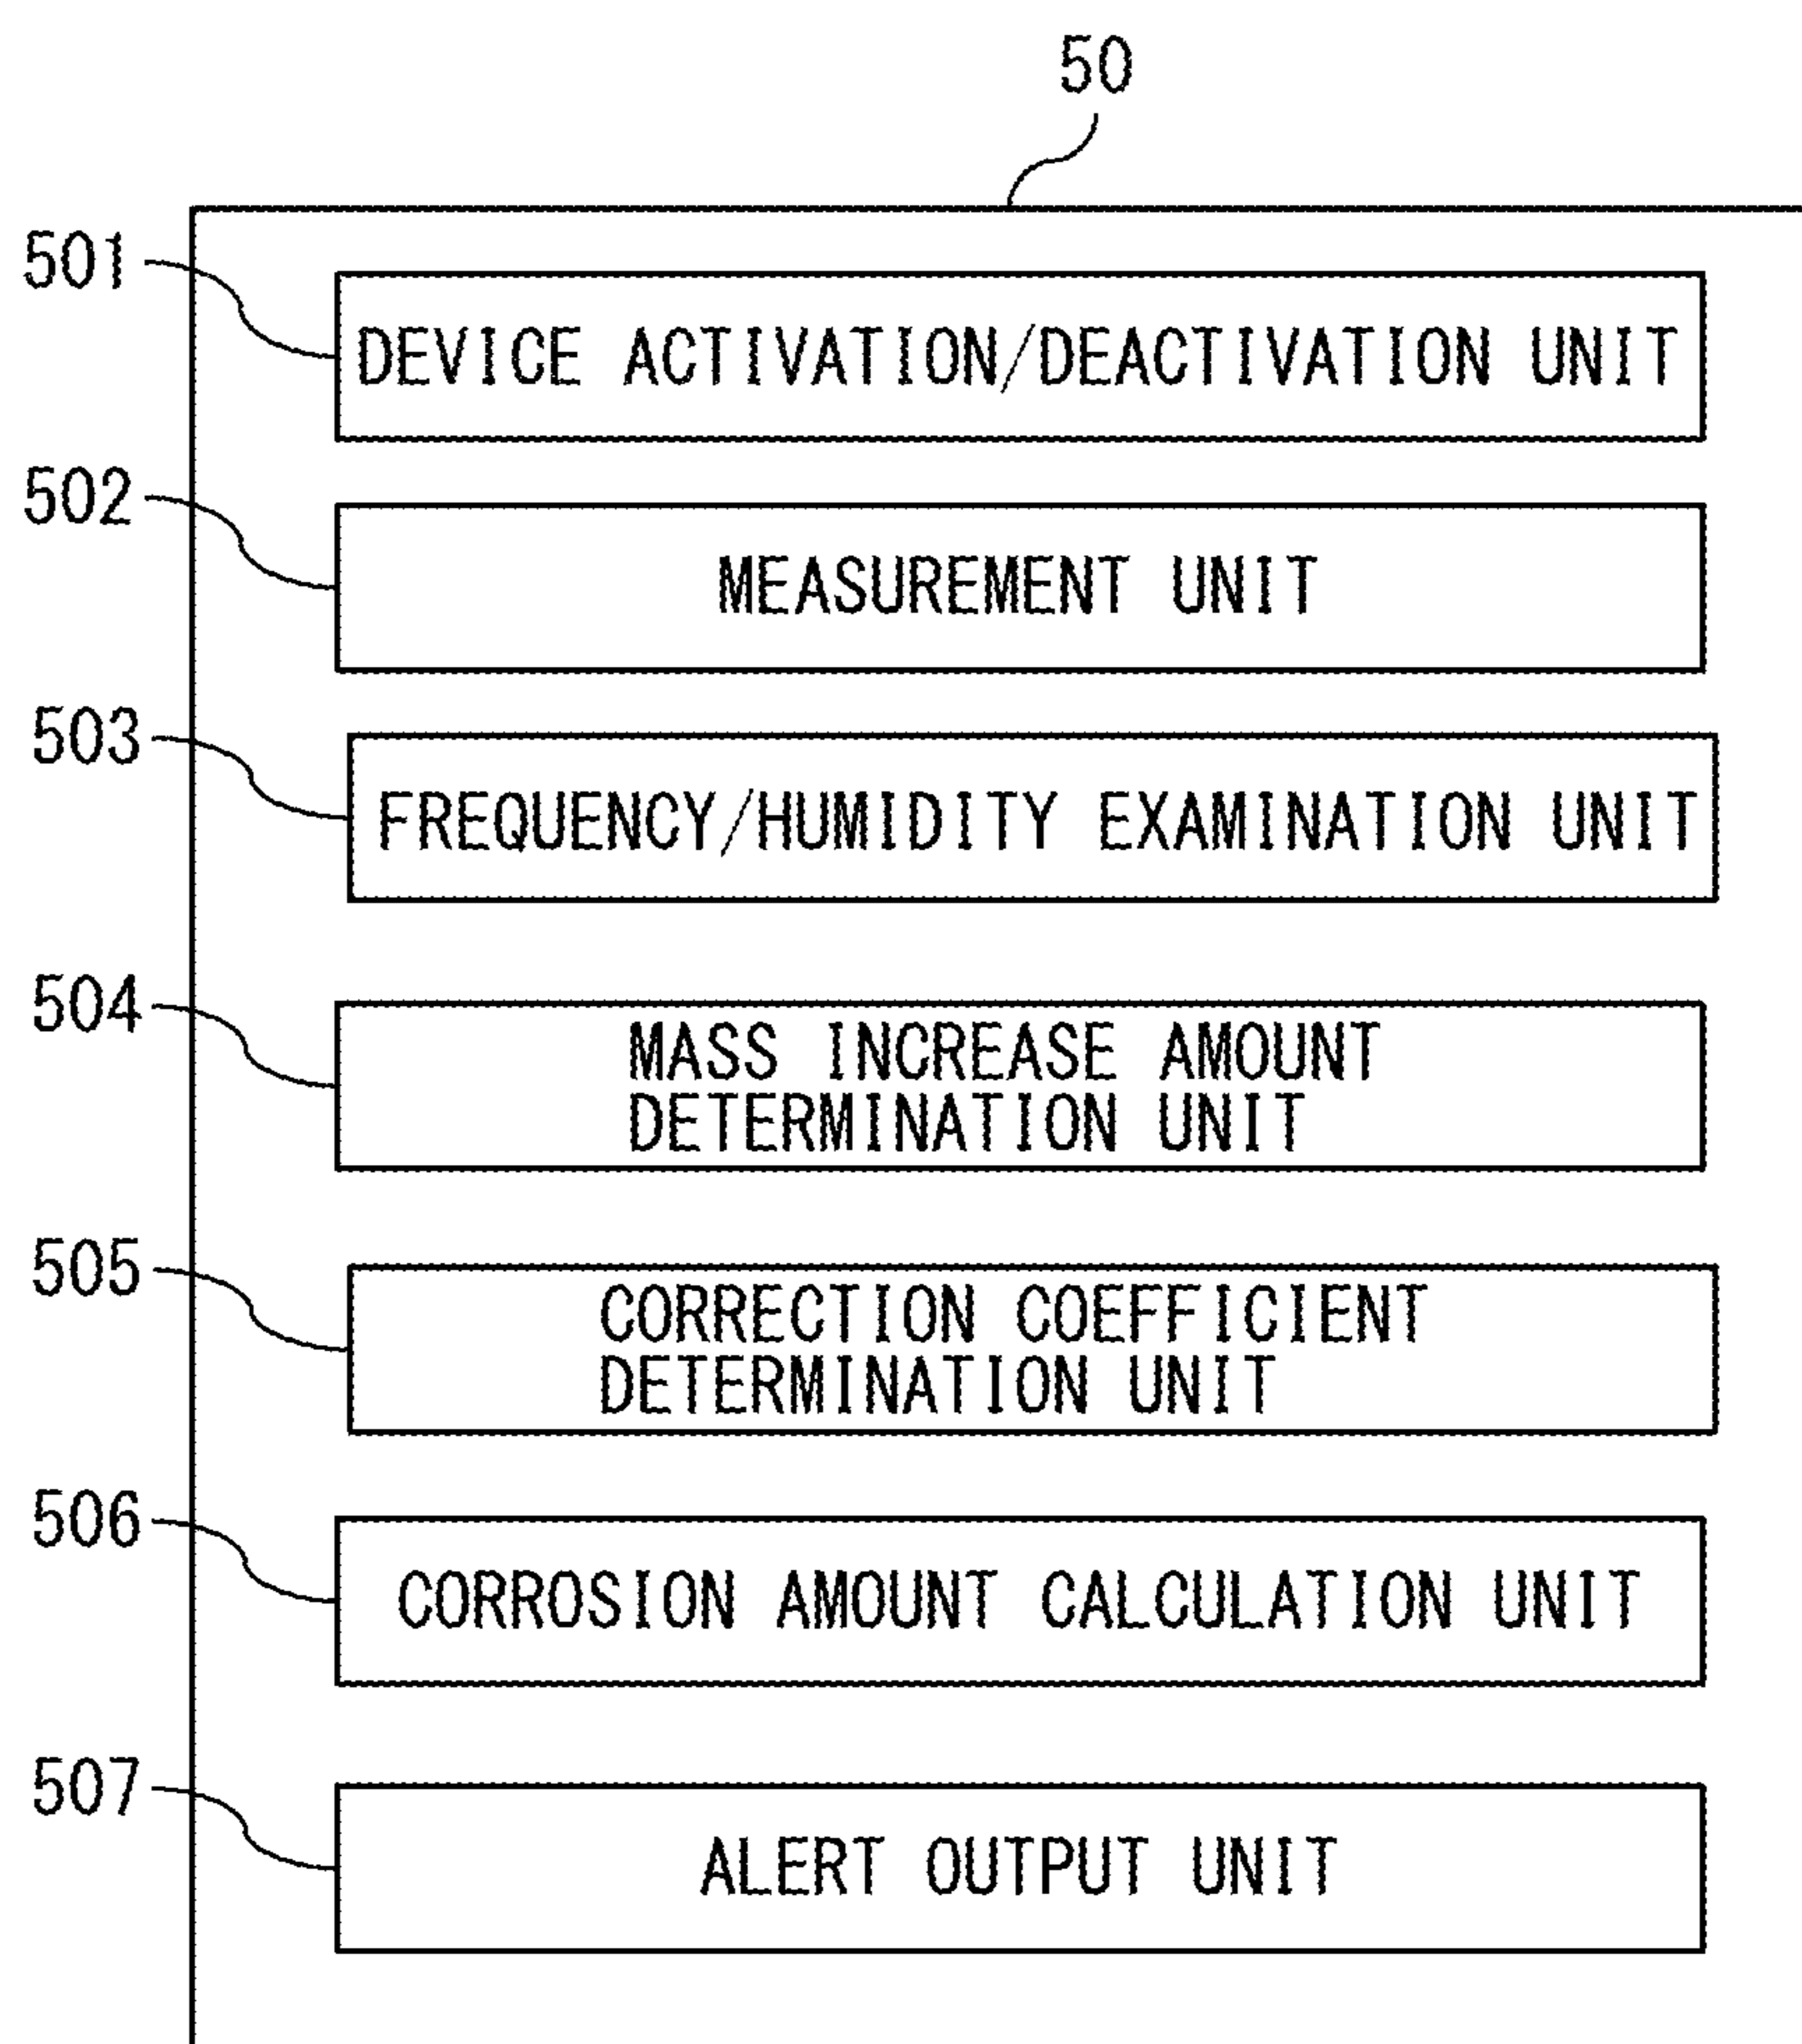 50
501
DEVICE ACTIVATION/DEACTIVATION UNIT
502
MEASUREMENT UNIT
503
FREQUENCY/HUMIDITY EXAMINATION UNIT
504
MASS INCREASE AMOUNT
DETERMINATION UNIT
505
CORRECTION COEFFICIENT
DETERMINATION UNIT
506
CORROSION AMOUNT CALCULATION UNIT
507
ALERT OUTPUT UNIT